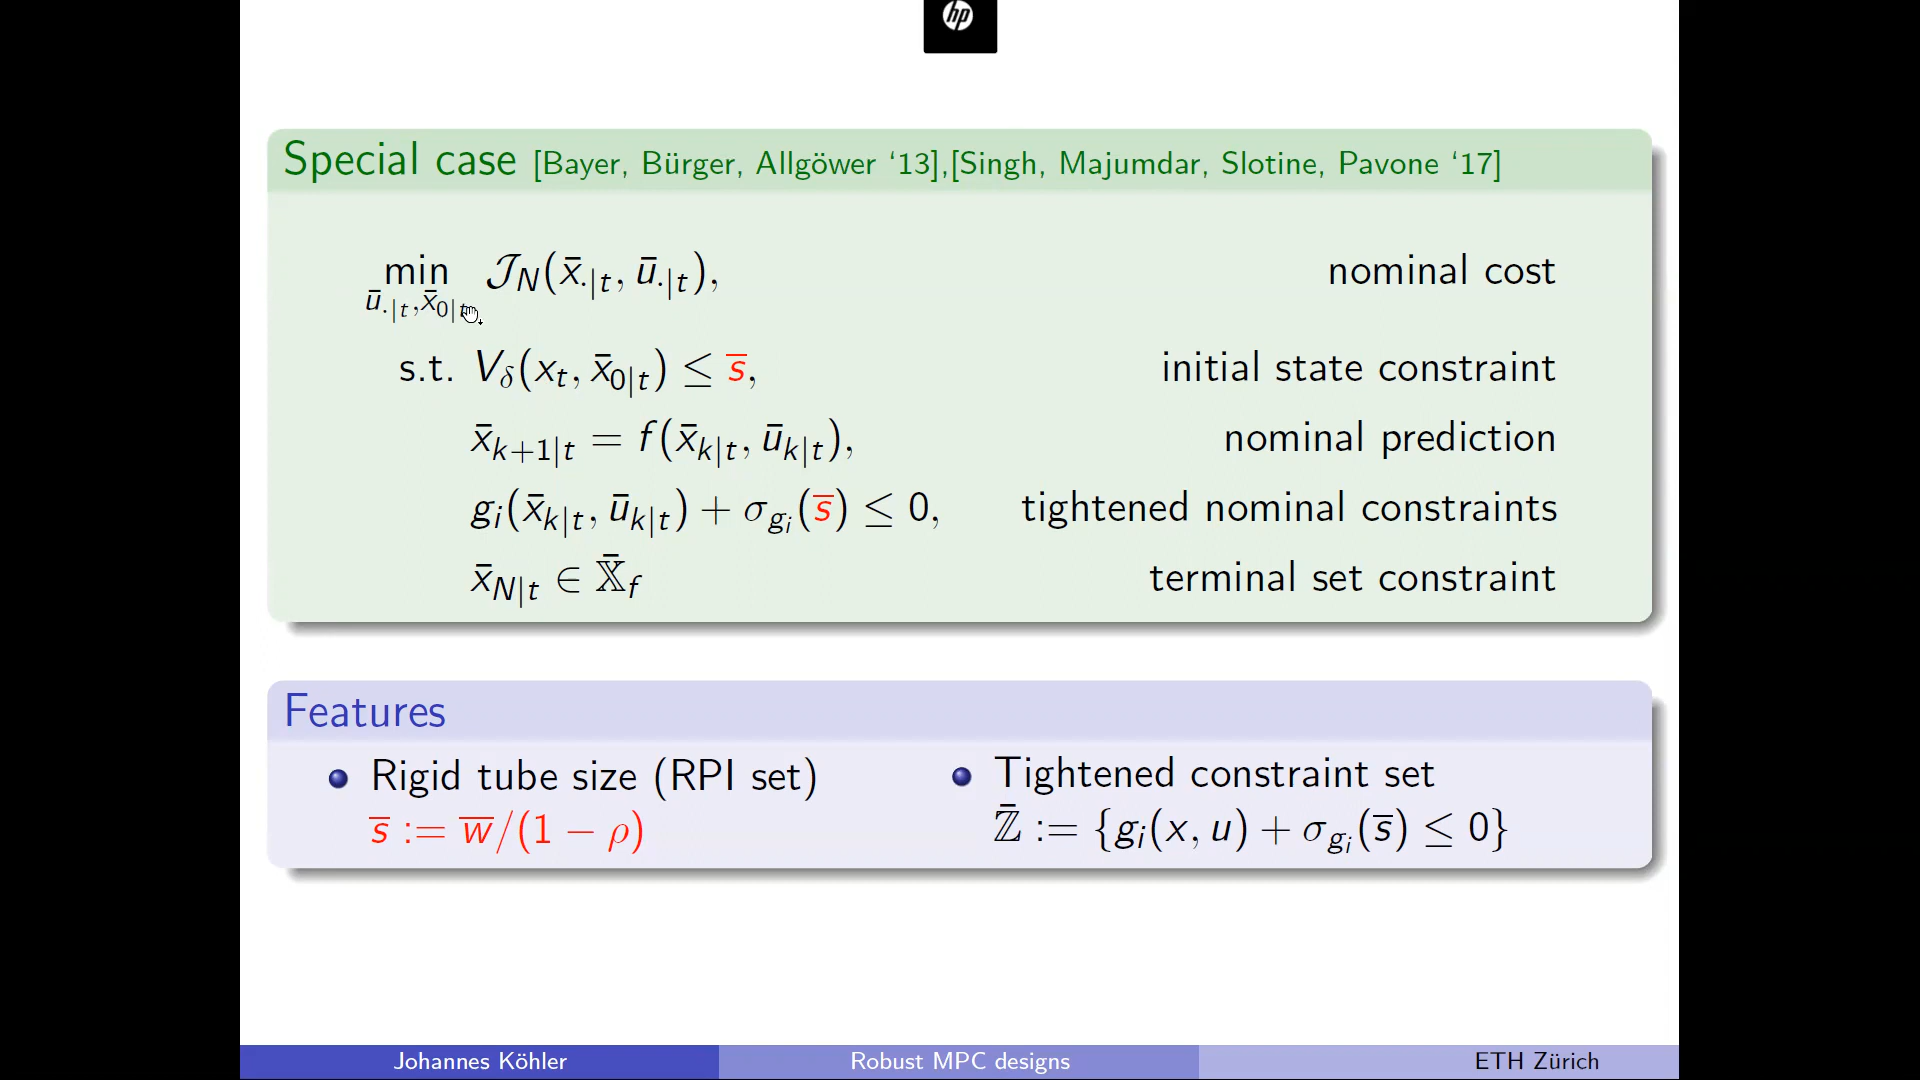 hp
Special case [Bayer, Bürger, Allgöwer ‘13],[Singh, Majumdar, Slotine, Pavone ‘17]
min 𝒥_N(x̄_{·|t}, ū_{·|t}), nominal cost
ū_{·|t}, x̄_{0|t}
s.t. V_δ(x_t, x̄_{0|t}) ≤ s̄, initial state constraint
x̄_{k+1|t} = f(x̄_{k|t}, ū_{k|t}), nominal prediction
g_i(x̄_{k|t}, ū_{k|t}) + σ_{g_i}(s̄) ≤ 0, tightened nominal constraints
x̄_{N|t} ∈ 𝕏̄_f terminal set constraint
Features
Rigid tube size (RPI set)
s̄ := w̄/(1 − ρ)
Tightened constraint set
ℤ̄ := {g_i(x, u) + σ_{g_i}(s̄) ≤ 0}
Johannes Köhler Robust MPC designs ETH Zürich